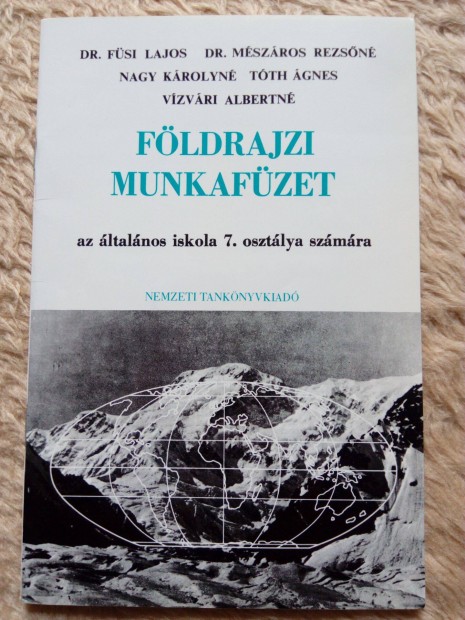 DR. FÜSI LAJOS DR. MÉSZÁROS REZSŐNÉ
NAGY KÁROLYNÉ TÓTH ÁGNES
VÍZVÁRI ALBERTNÉ
FÖLDRAJZI
MUNKAFÜZET
az általános iskola 7. osztálya számára
NEMZETI TANKÖNYVKIADÓ